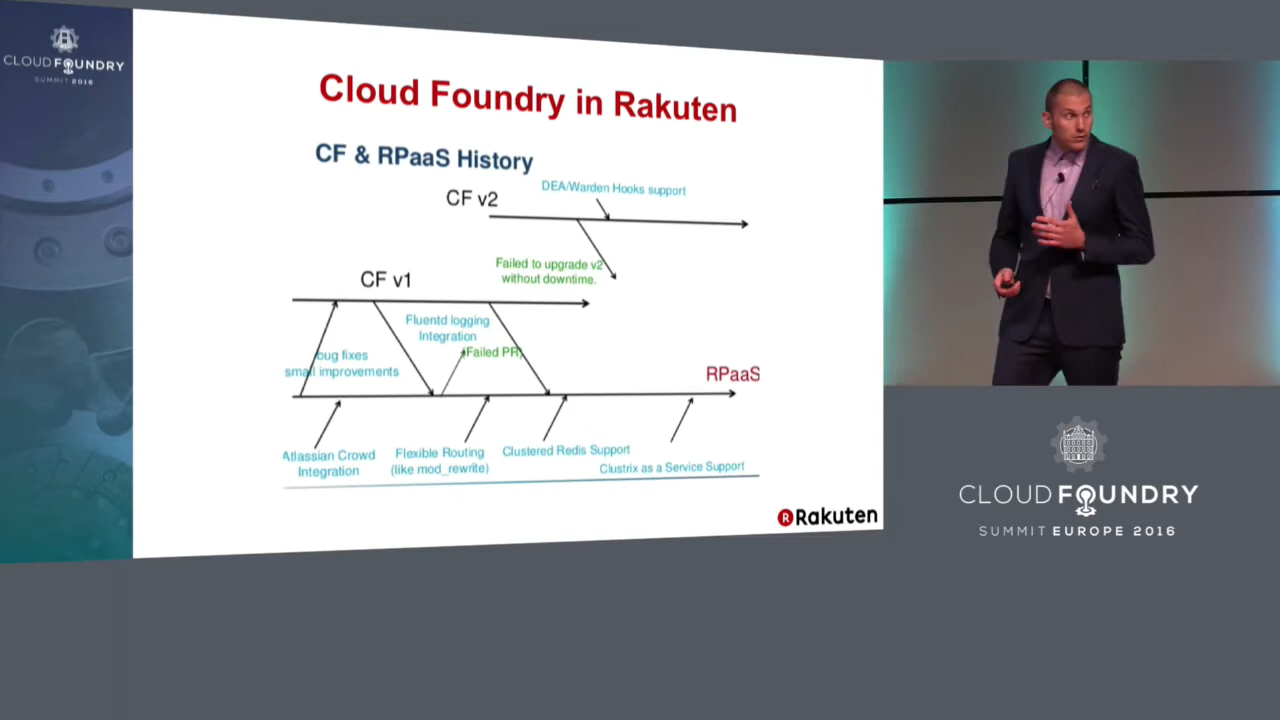 CLOUD FOUNDRY
SUMMIT 2016
Cloud Foundry in Rakuten
CF & RPaaS History
DEA/Warden Hooks support
CF v2
Failed to upgrade v2
without downtime.
CF v1
Fluentd logging
Integration
(Failed PR)
bug fixes
small improvements
RPaaS
Atlassian Crowd
Integration
Flexible Routing
(like mod_rewrite)
Clustered Redis Support
Clustrix as a Service Support
R Rakuten
CLOUD FOUNDRY
SUMMIT EUROPE 2016